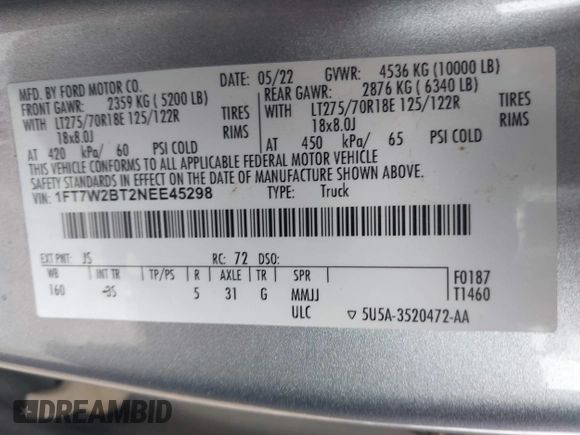 MFD. BY FORD MOTOR CO.
DATE: 05/22 GVWR: 4536 KG (10000 LB)
FRONT GAWR: 2359 KG ( 5200 LB)
REAR GAWR: 2876 KG ( 6340 LB)
WITH LT275/70R18E 125/122R TIRES
WITH LT275/70R18E 125/122R TIRES
18x8.0J RIMS
18x8.0J RIMS
AT 420 kPa/ 60 PSI COLD
AT 450 kPa/ 65 PSI COLD
THIS VEHICLE CONFORMS TO ALL APPLICABLE FEDERAL MOTOR VEHICLE
SAFETY STANDARDS IN EFFECT ON THE DATE OF MANUFACTURE SHOWN ABOVE.
VIN: 1FT7W2BT2NEE45298 TYPE: Truck
EXT PNT: JS RC: 72 DSO:
WB INT TR TP/PS R AXLE TR SPR F0187
160 5 31 G MMJJ T1460
ULC ▽ 5U5A-3520472-AA
DREAMBID